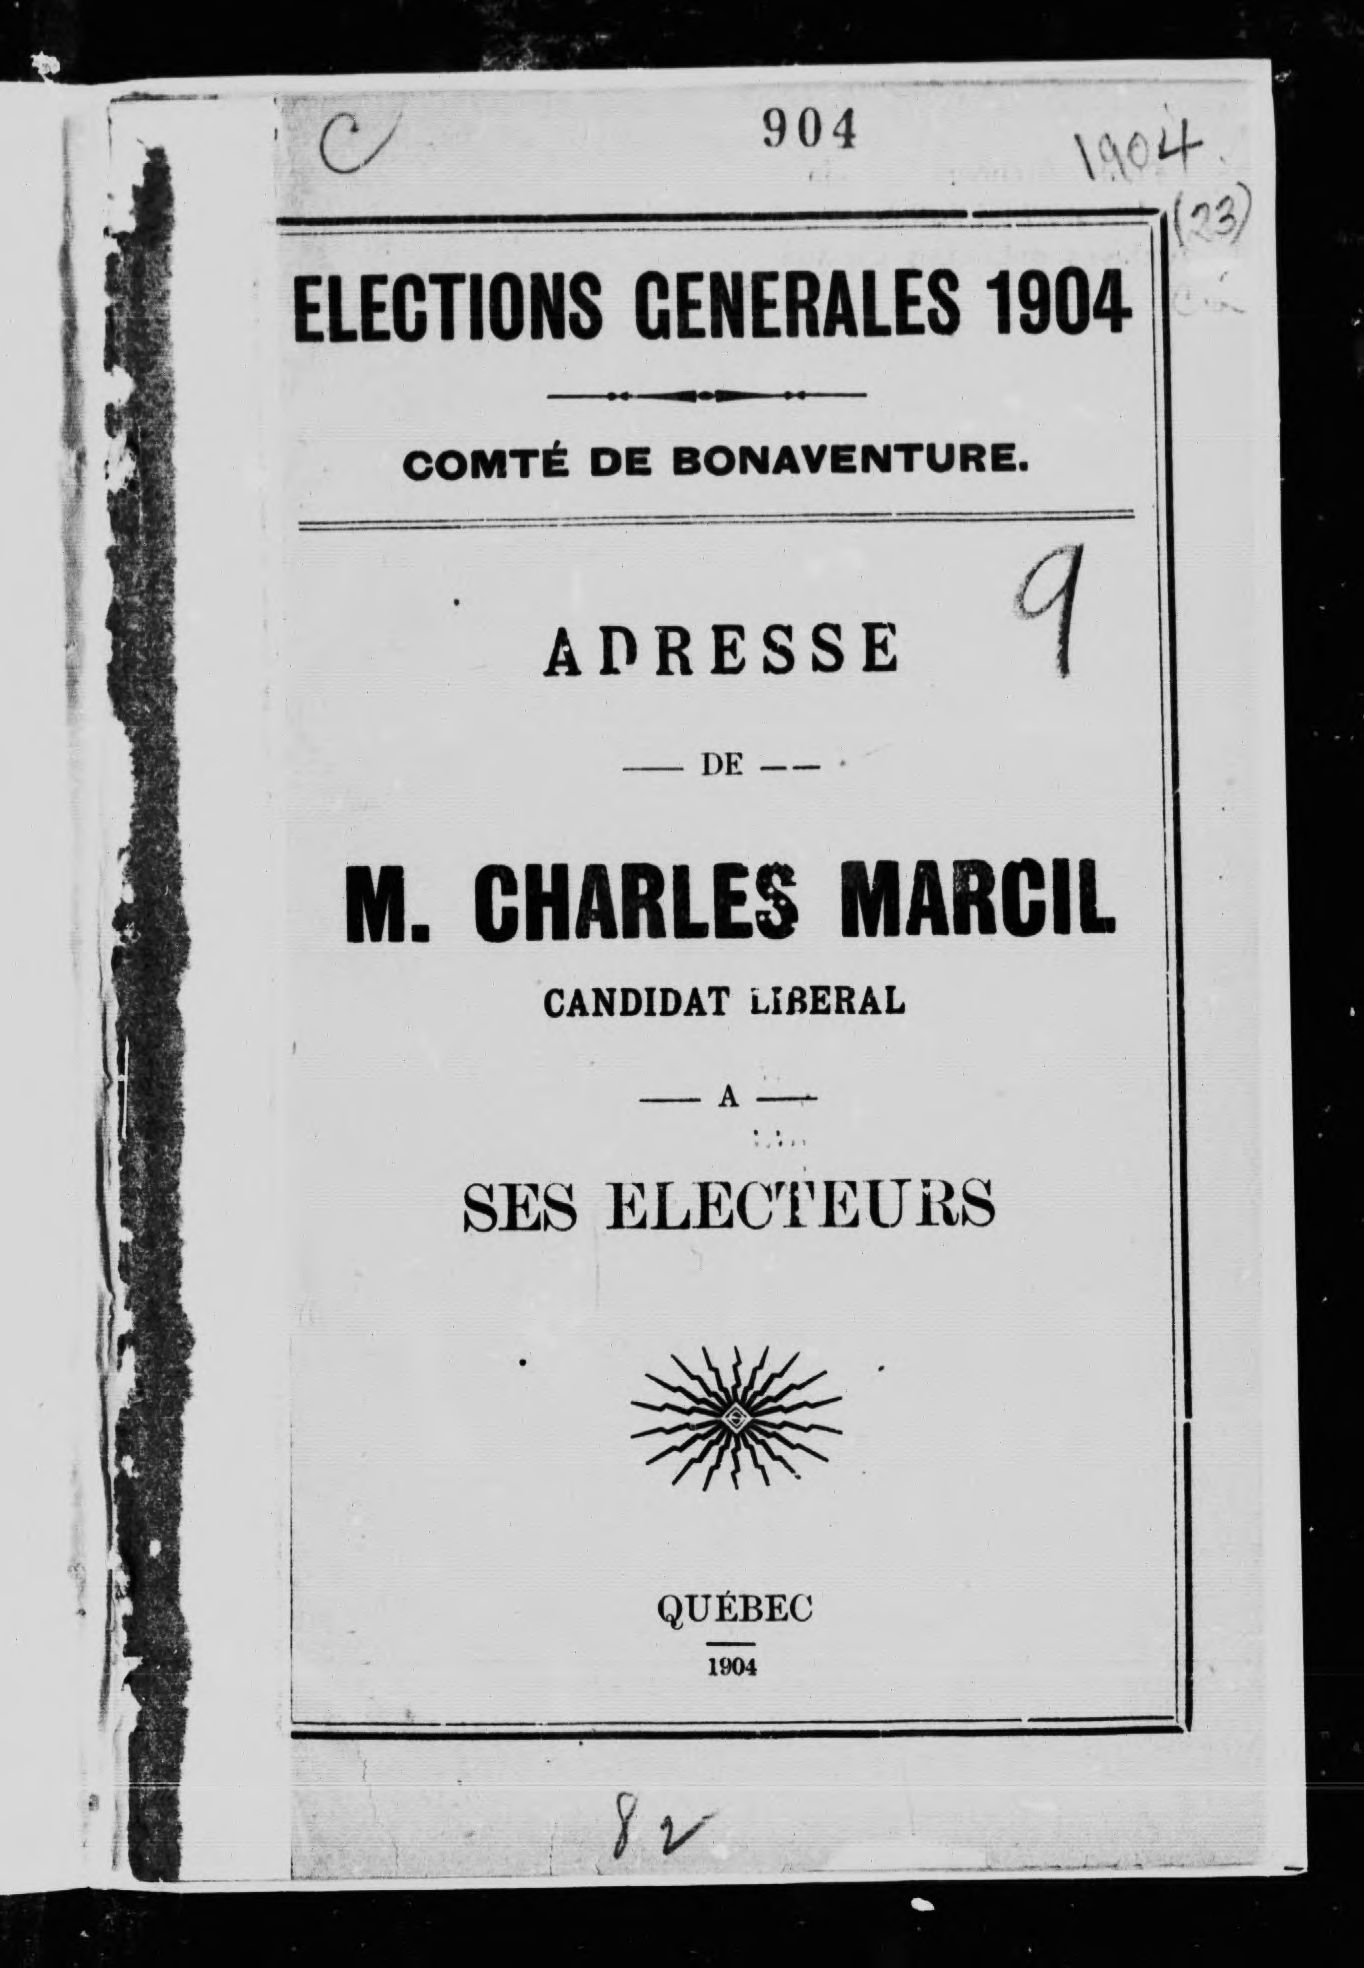 C
904
1904
(23)
ELECTIONS GENERALES 1904
COMTÉ DE BONAVENTURE.
9
ADRESSE
— DE — —
M. CHARLES MARCIL
CANDIDAT LIBERAL
— A —
SES ELECTEURS
QUÉBEC
1904
82